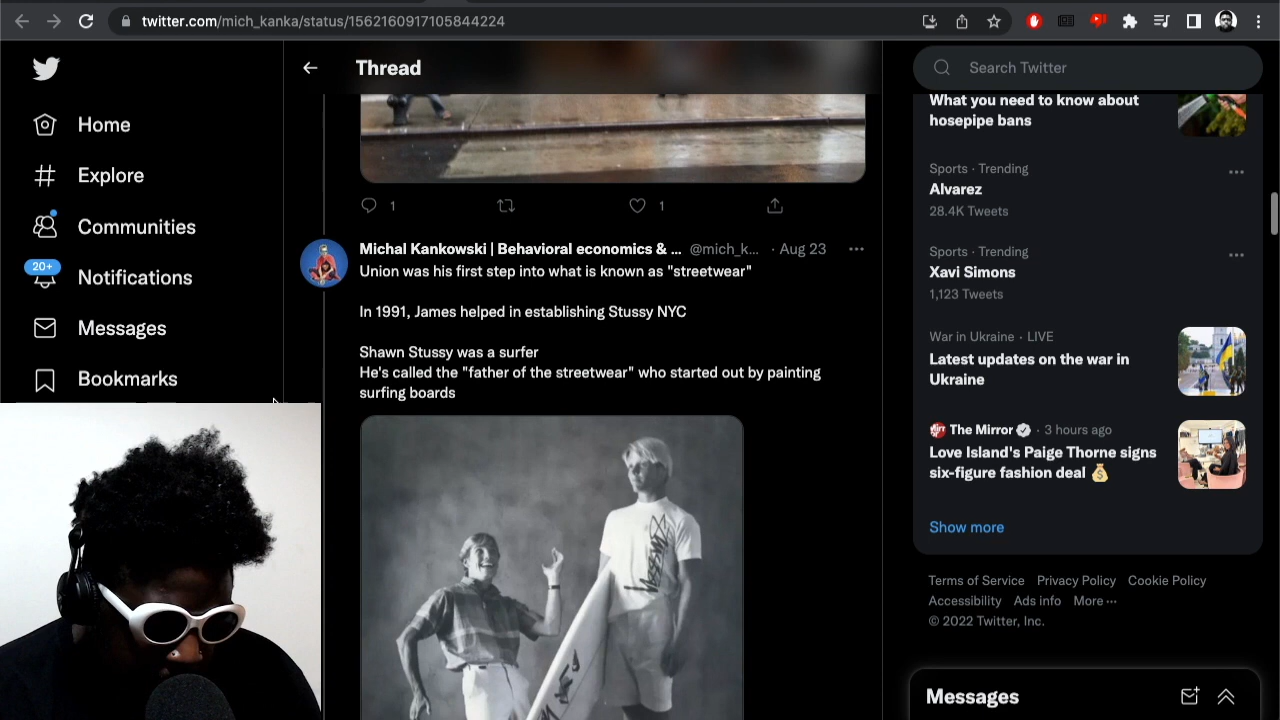 twitter.com/mich_kanka/status/1562160917105844224
Home
Explore
Communities
20+
Notifications
Messages
Bookmarks
Thread
1
1
Michal Kankowski | Behavioral economics & ... @mich_k... · Aug 23
Union was his first step into what is known as "streetwear"
In 1991, James helped in establishing Stussy NYC
Shawn Stussy was a surfer
He's called the "father of the streetwear" who started out by painting
surfing boards
Search Twitter
What you need to know about
hosepipe bans
Sports · Trending
Alvarez
28.4K Tweets
Sports · Trending
Xavi Simons
1,123 Tweets
War in Ukraine · LIVE
Latest updates on the war in
Ukraine
The Mirror · 3 hours ago
Love Island's Paige Thorne signs
six-figure fashion deal 💰
Show more
Terms of Service Privacy Policy Cookie Policy
Accessibility Ads info More ···
© 2022 Twitter, Inc.
Messages